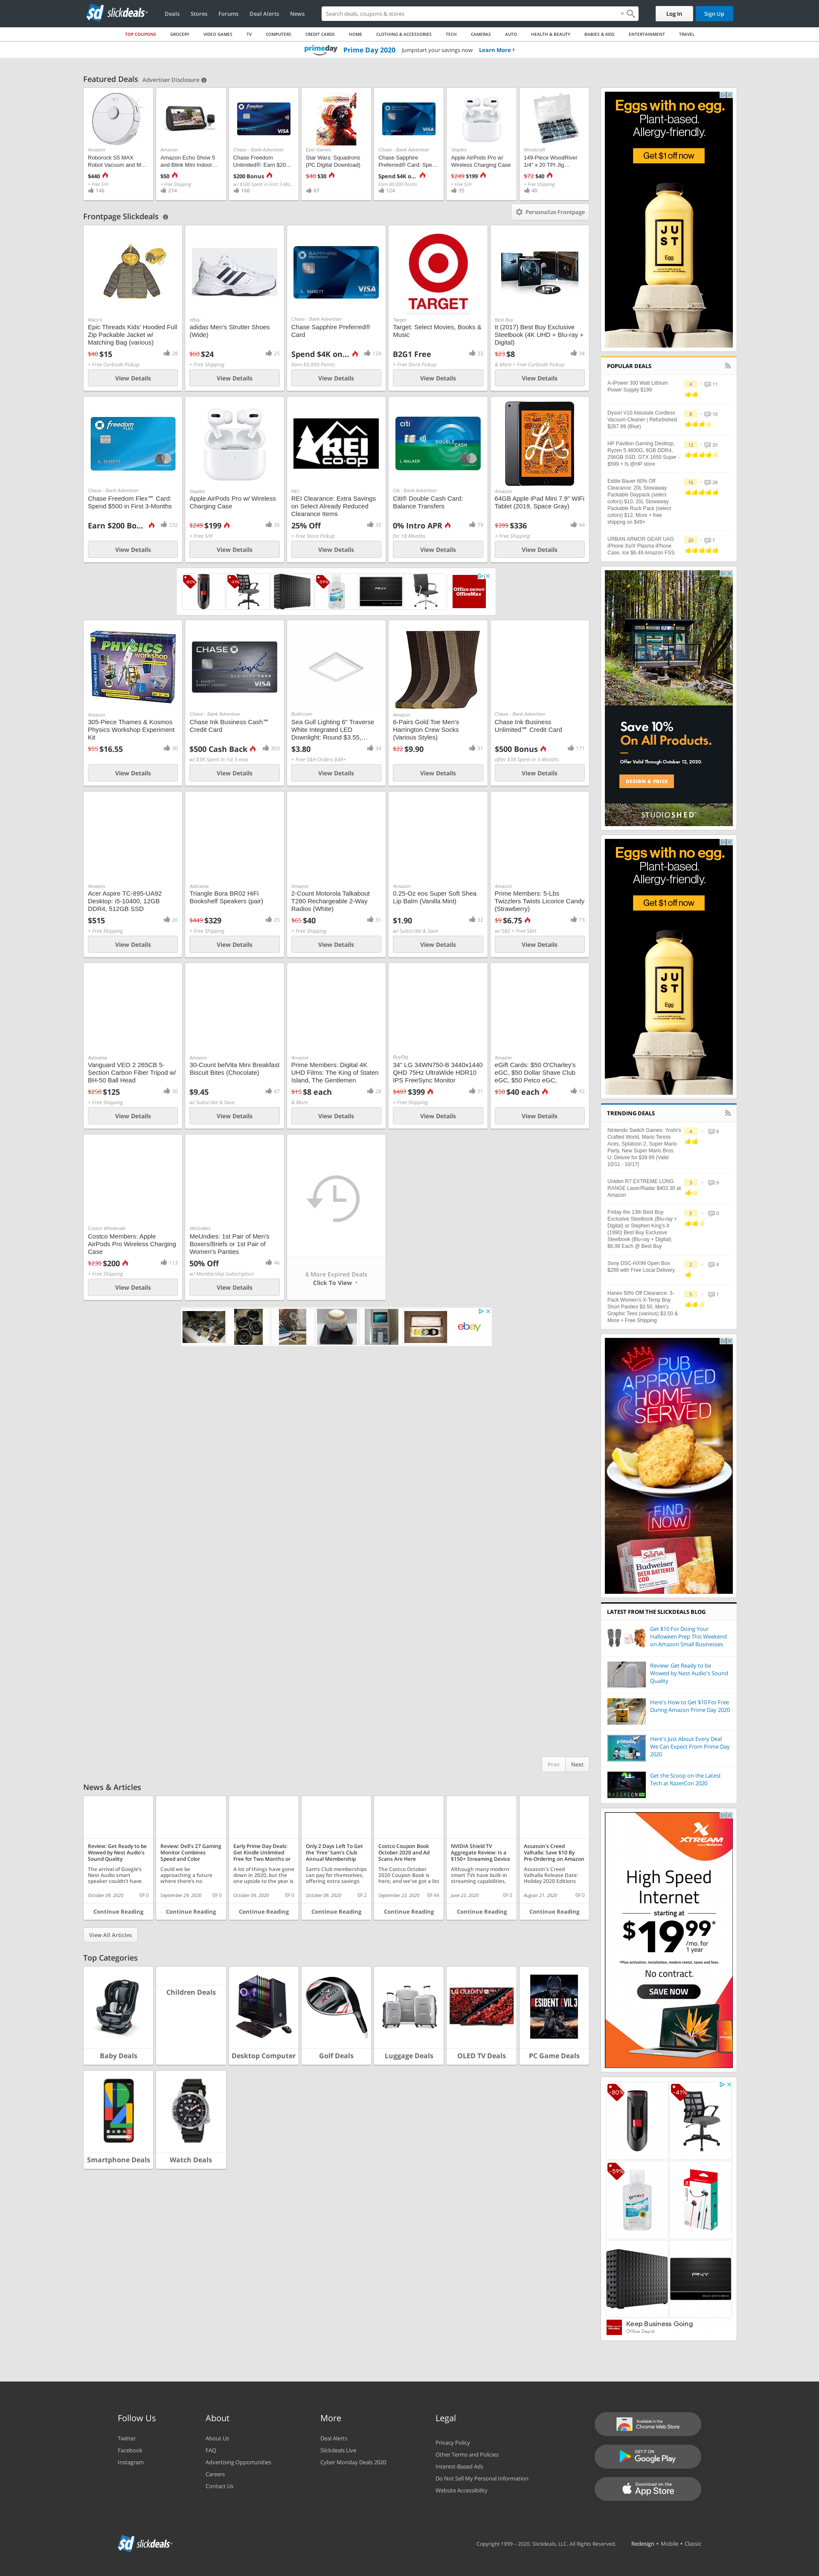 slickdeals
Deals Stores Forums Deal Alerts News
Search deals, coupons & stores
Log In Sign Up
TOP COUPONS GROCERY VIDEO GAMES TV COMPUTERS CREDIT CARDS HOME CLOTHING & ACCESSORIES TECH CAMERAS AUTO HEALTH & BEAUTY BABIES & KIDS ENTERTAINMENT TRAVEL
primeday Prime Day 2020 Jumpstart your savings now Learn More
Featured Deals Advertiser Disclosure
Amazon
Roborock S5 MAX
Robot Vacuum and M...
$440
+ Free S/H
146
Amazon
Amazon Echo Show 5
and Blink Mini Indoor...
$50
+ Free Shipping
214
Chase - Bank Advertiser
Chase Freedom
Unlimited®: Earn $20...
$200 Bonus
w/ $500 Spent in First 3-Mo...
166
Epic Games
Star Wars: Squadrons
(PC Digital Download)
$40 $30
67
Chase - Bank Advertiser
Chase Sapphire
Preferred® Card: Spe...
Spend $4K o...
Earn 80,000 Points
124
Staples
Apple AirPods Pro w/
Wireless Charging Case
$249 $199
+ Free S/H
35
Woodcraft
149-Piece WoodRiver
1/4" x 20 TPI Jig...
$72 $40
+ Free Shipping
40
Frontpage Slickdeals
Personalize Frontpage
Macy's
Epic Threads Kids' Hooded Full
Zip Packable Jacket w/
Matching Bag (various)
$40 $15
28
+ Free Curbside Pickup
View Details
eBay
adidas Men's Strutter Shoes
(Wide)
$60 $24
25
+ Free Shipping
View Details
Chase - Bank Advertiser
Chase Sapphire Preferred®
Card
Spend $4K on...
124
Earn 80,000 Points
View Details
TARGET
Target
Target: Select Movies, Books &
Music
B2G1 Free
33
+ Free Store Pickup
View Details
Best Buy
It (2017) Best Buy Exclusive
Steelbook (4K UHD + Blu-ray +
Digital)
$23 $8
34
& More + Free Curbside Pickup
View Details
Chase - Bank Advertiser
Chase Freedom Flex℠ Card:
Spend $500 in First 3-Months
Earn $200 Bo...
332
View Details
Staples
Apple AirPods Pro w/ Wireless
Charging Case
$249 $199
35
+ Free S/H
View Details
REI
co·op
REI
REI Clearance: Extra Savings
on Select Already Reduced
Clearance Items
25% Off
35
+ Free Store Pickup
View Details
citi
DOUBLE CASH
Citi - Bank Advertiser
Citi® Double Cash Card:
Balance Transfers
0% Intro APR
79
for 18 Months
View Details
Amazon
64GB Apple iPad Mini 7.9" WiFi
Tablet (2019, Space Gray)
$399 $336
44
+ Free Shipping
View Details
Office DEPOT
OfficeMax
PHYSICS
workshop
Amazon
305-Piece Thames & Kosmos
Physics Workshop Experiment
Kit
$55 $16.55
30
View Details
CHASE
VISA
Chase - Bank Advertiser
Chase Ink Business Cash℠
Credit Card
$500 Cash Back
303
w/ $3K Spent in 1st 3 mos
View Details
Build.com
Sea Gull Lighting 6" Traverse
White Integrated LED
Downlight: Round $3.55,...
$3.80
34
+ Free S&H Orders $49+
View Details
Amazon
6-Pairs Gold Toe Men's
Harrington Crew Socks
(Various Styles)
$22 $9.90
31
View Details
Chase - Bank Advertiser
Chase Ink Business
Unlimited℠ Credit Card
$500 Bonus
171
after $3K Spent in 3 Months
View Details
Amazon
Acer Aspire TC-895-UA92
Desktop: i5-10400, 12GB
DDR4, 512GB SSD
$515
26
+ Free Shipping
View Details
Adorama
Triangle Bora BR02 HiFi
Bookshelf Speakers (pair)
$449 $329
25
+ Free Shipping
View Details
Amazon
2-Count Motorola Talkabout
T280 Rechargeable 2-Way
Radios (White)
$65 $40
31
+ Free Shipping
View Details
Amazon
0.25-Oz eos Super Soft Shea
Lip Balm (Vanilla Mint)
$1.90
32
w/ Subscribe & Save
View Details
Amazon
Prime Members: 5-Lbs
Twizzlers Twists Licorice Candy
(Strawberry)
$9 $6.75
73
w/ S&S + Free S&H
View Details
Adorama
Vanguard VEO 2 265CB 5-
Section Carbon Fiber Tripod w/
BH-50 Ball Head
$250 $125
30
+ Free Shipping
View Details
Amazon
30-Count belVita Mini Breakfast
Biscuit Bites (Chocolate)
$9.45
47
w/ Subscribe & Save
View Details
Amazon
Prime Members: Digital 4K
UHD Films: The King of Staten
Island, The Gentlemen
$15 $8 each
28
& More
View Details
BuyDig
34" LG 34WN750-B 3440x1440
QHD 75Hz UltraWide HDR10
IPS FreeSync Monitor
$497 $399
31
+ Free Shipping
View Details
Amazon
eGift Cards: $50 O'Charley's
eGC, $50 Dollar Shave Club
eGC, $50 Petco eGC,
$50 $40 each
92
View Details
Costco Wholesale
Costco Members: Apple
AirPods Pro Wireless Charging
Case
$230 $200
113
+ Free Shipping
View Details
MeUndies
MeUndies: 1st Pair of Men's
Boxers/Briefs or 1st Pair of
Women's Panties
50% Off
46
w/ Membership Subscription
View Details
6 More Expired Deals
Click To View
ebay
Prev Next
News & Articles
Review: Get Ready to be
Wowed by Nest Audio's
Sound Quality
The arrival of Google's
Nest Audio smart
speaker couldn't have
October 09, 2020 0
Continue Reading
Review: Dell's 27 Gaming
Monitor Combines
Speed and Color
Could we be
approaching a future
where there's no
September 29, 2020 0
Continue Reading
Early Prime Day Deals:
Get Kindle Unlimited
Free for Two Months or
A lot of things have gone
down in 2020, but the
one upside to the year is
October 09, 2020 0
Continue Reading
Only 2 Days Left To Get
the 'Free' Sam's Club
Annual Membership
Sam's Club memberships
can pay for themselves,
offering extra savings
October 09, 2020 2
Continue Reading
Costco Coupon Book
October 2020 and Ad
Scans Are Here
The Costco October
2020 Coupon Book is
here, and we've got a list
September 23, 2020 44
Continue Reading
NVIDIA Shield TV
Aggregate Review: Is a
$150+ Streaming Device
Although many modern
smart TVs have built-in
streaming capabilities,
June 23, 2020 0
Continue Reading
Assassin's Creed
Valhalla: Save $10 By
Pre-Ordering on Amazon
Assassin's Creed
Valhalla Release Date:
Holiday 2020 Editions
August 21, 2020 0
Continue Reading
View All Articles
Top Categories
Baby Deals
Children Deals
Desktop Computer
Golf Deals
Luggage Deals
LG OLED TV
OLED TV Deals
RESIDENT EVIL 3
PC Game Deals
Smartphone Deals
Watch Deals
Eggs with no egg.
Plant-based.
Allergy-friendly.
Get $1 off now
JUST
Egg
POPULAR DEALS
A-iPower 300 Watt Lithium
Power Supply $199
4 11
Dyson V10 Absolute Cordless
Vacuum Cleaner | Refurbished
$287.99 (Blue)
8 10
HP Pavilion Gaming Desktop,
Ryzen 5 4600G, 8GB DDR4,
256GB SSD, GTX 1650 Super -
$599 + fs @HP store
12 20
Eddie Bauer 60% Off
Clearance: 20L Stowaway
Packable Daypack (select
colors) $10, 20L Stowaway
Packable Ruck Pack (select
colors) $12, More + free
shipping on $49+
16 28
URBAN ARMOR GEAR UAG
iPhone Xs/X Plasma iPhone
Case, Ice $6.49 Amazon FSS
20 7
Save 10%
On All Products.
Offer Valid Through October 12, 2020.
DESIGN & PRICE
STUDIOSHED
Eggs with no egg.
Plant-based.
Allergy-friendly.
Get $1 off now
JUST
Egg
TRENDING DEALS
Nintendo Switch Games: Yoshi's
Crafted World, Mario Tennis
Aces, Splatoon 2, Super Mario
Party, New Super Mario Bros.
U. Deluxe for $39.99 (Valid
10/11 - 10/17)
4 8
Uniden R7 EXTREME LONG
RANGE Laser/Radar $403.30 at
Amazon
3 9
Friday the 13th Best Buy
Exclusive Steelbook (Blu-ray +
Digital) or Stephen King's It
(1990) Best Buy Exclusive
Steelbook (Blu-ray + Digital)
$6.99 Each @ Best Buy
5 0
Sony DSC-HX99 Open Box
$299 with Free Local Delivery
2 9
Hanes 50% Off Clearance: 3-
Pack Women's X-Temp Boy
Short Panties $3.50, Men's
Graphic Tees (various) $3.50 &
More + Free Shipping
5 1
PUB
APPROVED
HOME
SERVED
FIND
NOW
SeaPak
Budweiser
BEER BATTERED
COD
LATEST FROM THE SLICKDEALS BLOG
Get $10 For Doing Your
Halloween Prep This Weekend
on Amazon Small Businesses
Review: Get Ready to be
Wowed by Nest Audio's Sound
Quality
Here's How to Get $10 For Free
During Amazon Prime Day 2020
Here's Just About Every Deal
We Can Expect From Prime Day
2020
Get the Scoop on the Latest
Tech at RazerCon 2020
XTREAM
High Speed
Internet
starting at
$19.99*
/mo. for
1 year
*Plus activation, installation, modem rental, taxes and fees.
No contract.
SAVE NOW
-80%
-41%
-59%
PNY
Keep Business Going
Office Depot
Follow Us
Twitter
Facebook
Instagram
About
About Us
FAQ
Advertising Opportunities
Careers
Contact Us
More
Deal Alerts
Slickdeals Live
Cyber Monday Deals 2020
Legal
Privacy Policy
Other Terms and Policies
Interest-Based Ads
Do Not Sell My Personal Information
Website Accessibility
Available in the
Chrome Web Store
GET IT ON
Google Play
Download on the
App Store
slickdeals
Copyright 1999 - 2020. Slickdeals, LLC. All Rights Reserved. Redesign • Mobile • Classic